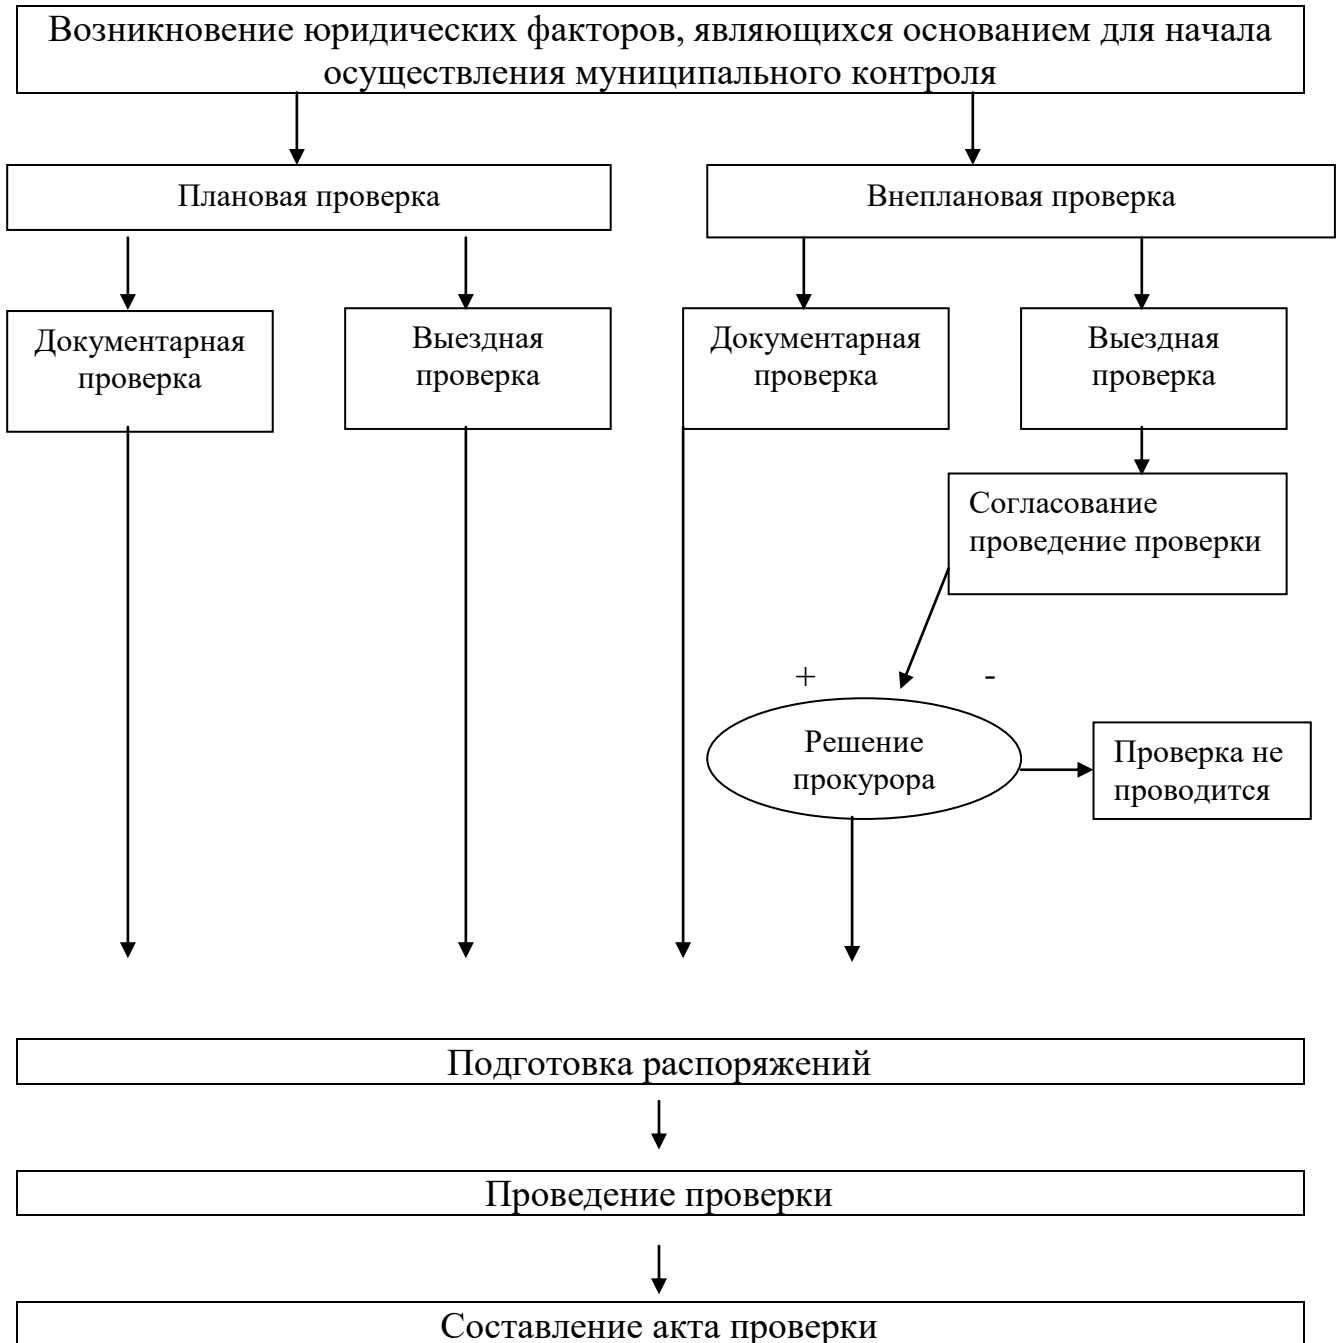 Возникновение юридических факторов, являющихся основанием для начала
осуществления муниципального контроля
Плановая проверка
Внеплановая проверка
Документарная
проверка
Выездная
проверка
Документарная
проверка
Выездная
проверка
Согласование
проведение проверки
+
-
Решение
прокурора
Проверка не
проводится
Подготовка распоряжений
Проведение проверки
Составление акта проверки